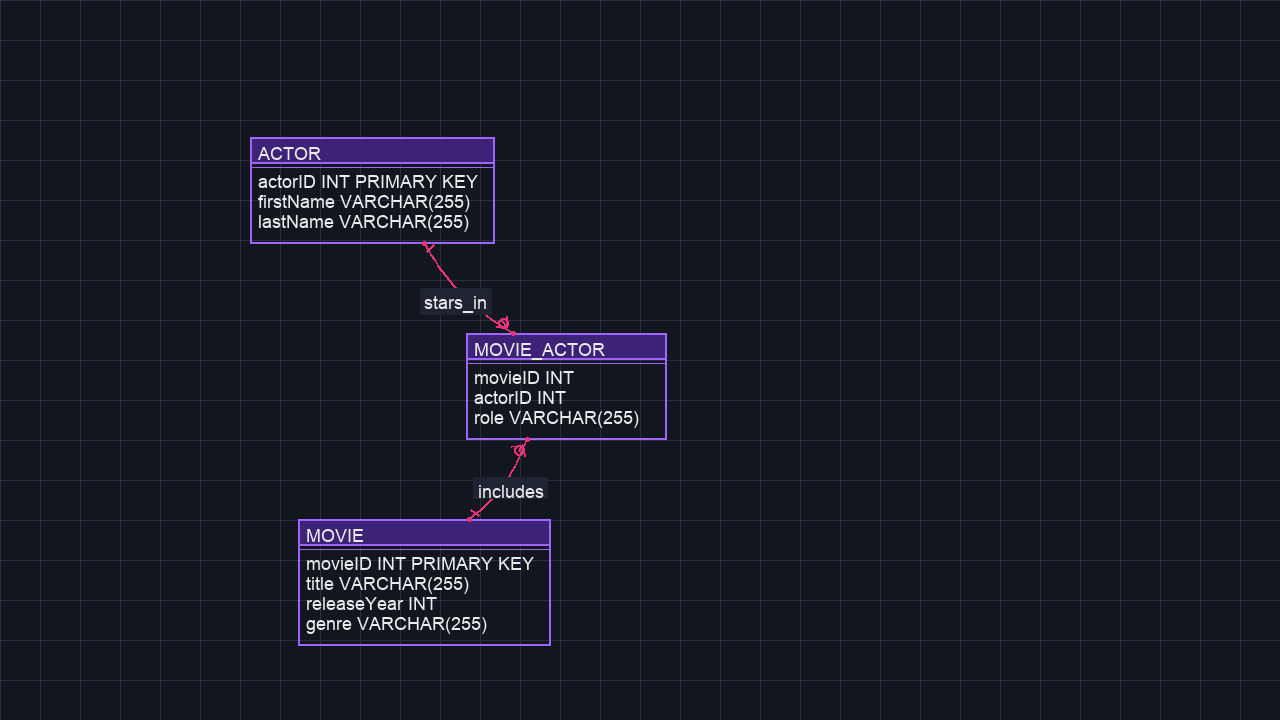 ACTOR
actorID INT PRIMARY KEY
firstName VARCHAR(255)
lastName VARCHAR(255)
stars_in
MOVIE_ACTOR
movieID INT
actorID INT
role VARCHAR(255)
includes
MOVIE
movieID INT PRIMARY KEY
title VARCHAR(255)
releaseYear INT
genre VARCHAR(255)